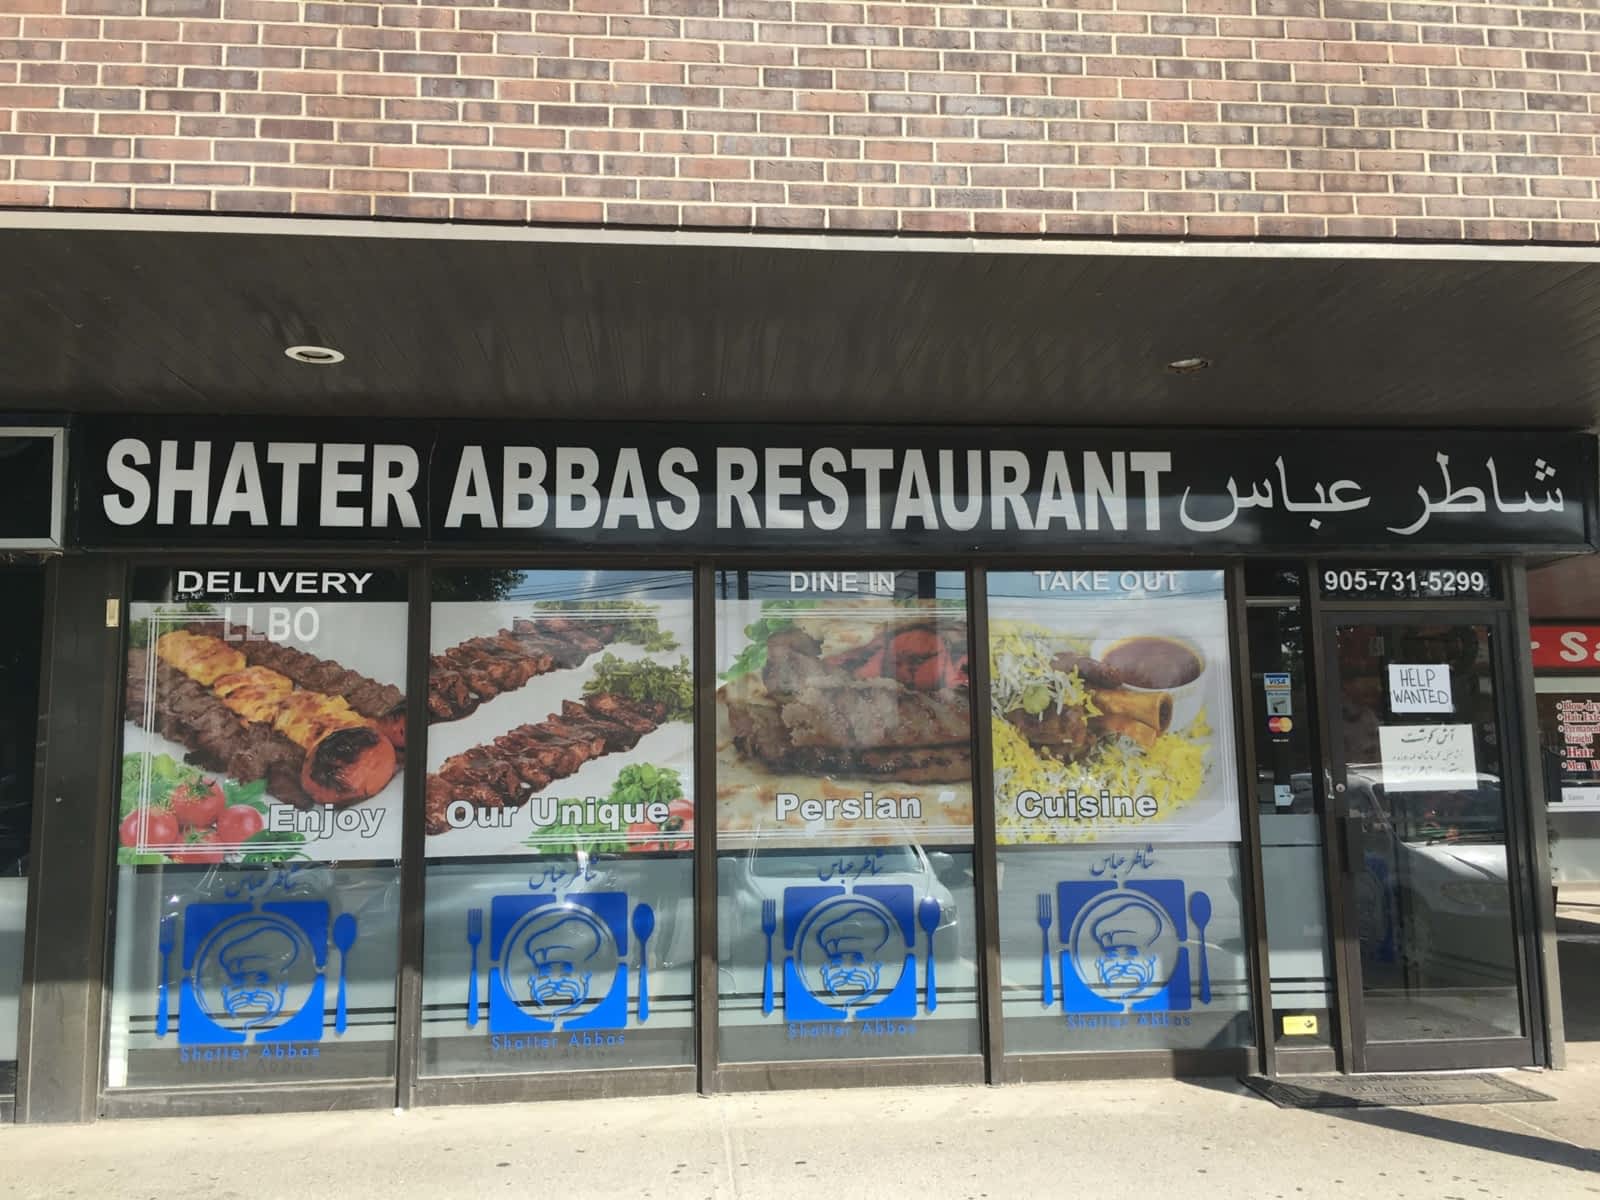 SHATER ABBAS RESTAURANT شاطر عباس
DELIVERY
LLBO
DINE IN
TAKE OUT
905-731-5299
Enjoy
Our Unique
Persian
Cuisine
VISA
HELP
WANTED
آش گوشت
شاطر عباس
Shatter Abbas
شاطر عباس
Shatter Abbas
شاطر عباس
Shatter Abbas
شاطر عباس
Shatter Abbas
Welcome
• Hair